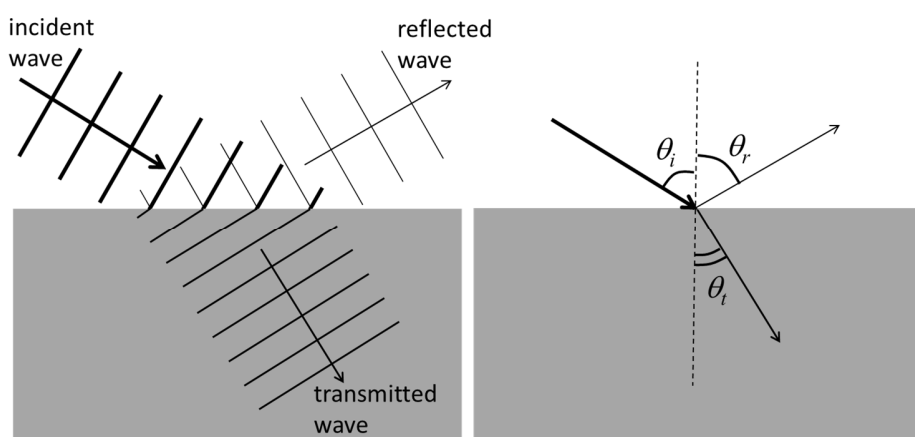 incident
wave
reflected
wave
transmitted
wave
θᵢ
θᵣ
θₜ